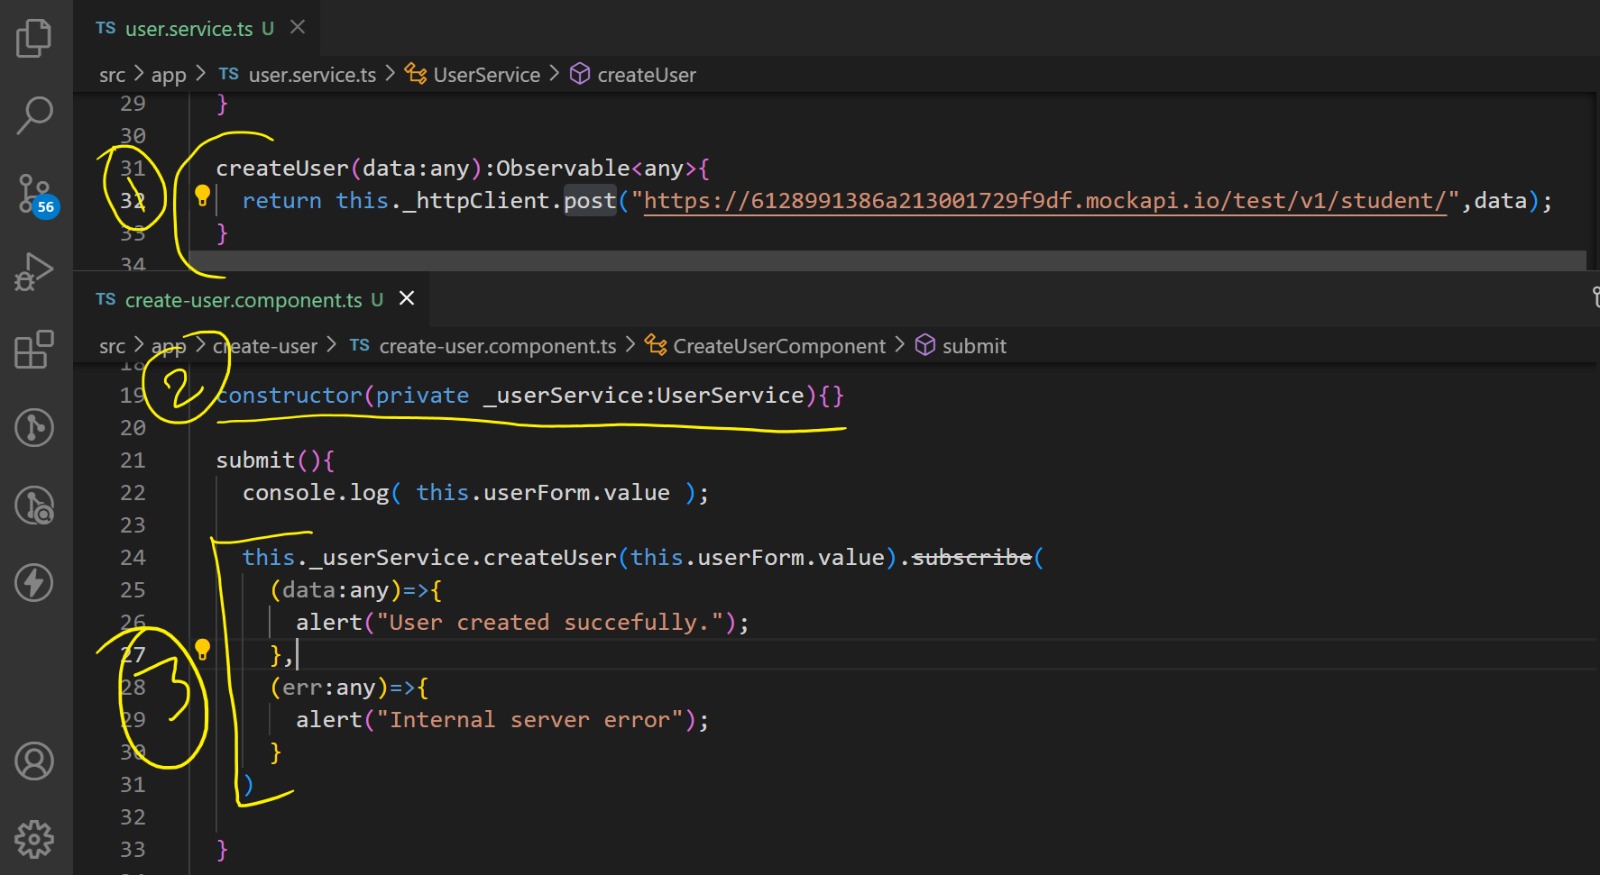 TS user.service.ts U
src > app > TS user.service.ts > UserService > createUser
29 }
30
31 createUser(data:any):Observable<any>{
32 return this._httpClient.post("https://6128991386a213001729f9df.mockapi.io/test/v1/student/",data);
33 }
34
1
56
TS create-user.component.ts U
src > app > create-user > TS create-user.component.ts > CreateUserComponent > submit
18
2
19 constructor(private _userService:UserService){}
20
21 submit(){
22 console.log( this.userForm.value );
23
24 this._userService.createUser(this.userForm.value).subscribe(
25 (data:any)=>{
26 alert("User created succefully.");
27 },
28 (err:any)=>{
29 alert("Internal server error");
30 }
31 )
32
33 }
3